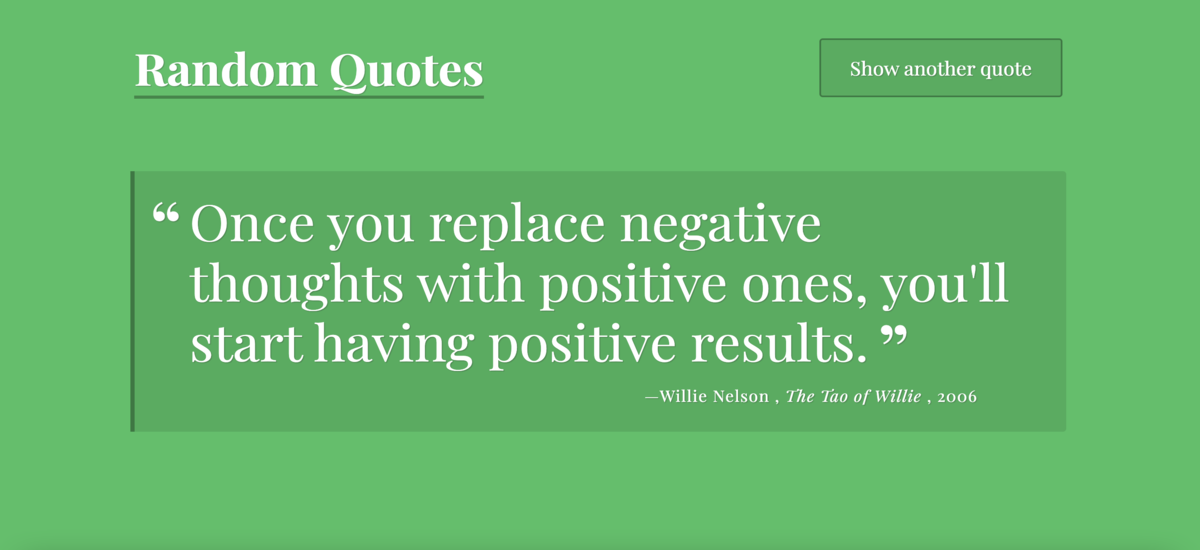 Random Quotes
Show another quote
“ Once you replace negative
thoughts with positive ones, you'll
start having positive results. ”
—Willie Nelson , The Tao of Willie , 2006